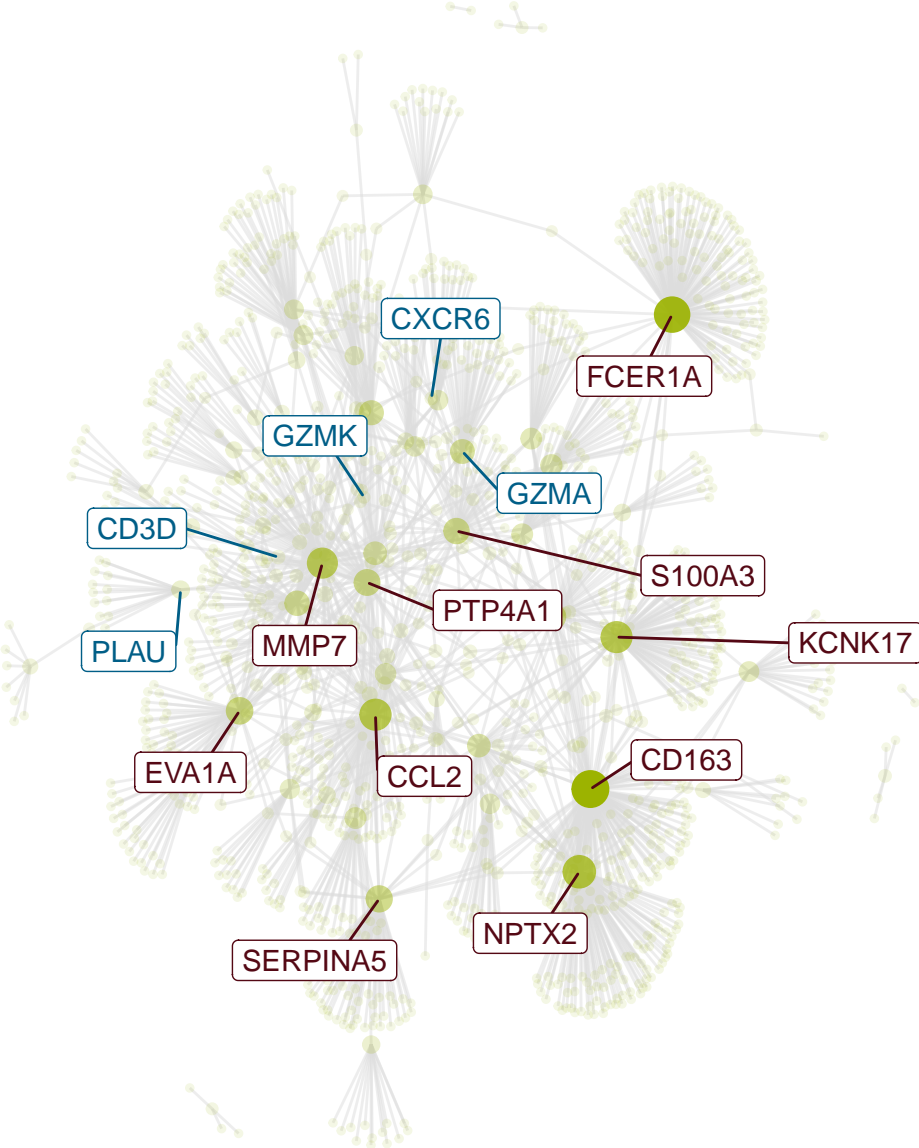 CXCR6
FCER1A
GZMK
GZMA
CD3D
S100A3
PTP4A1
MMP7
KCNK17
PLAU
CD163
EVA1A
CCL2
NPTX2
SERPINA5